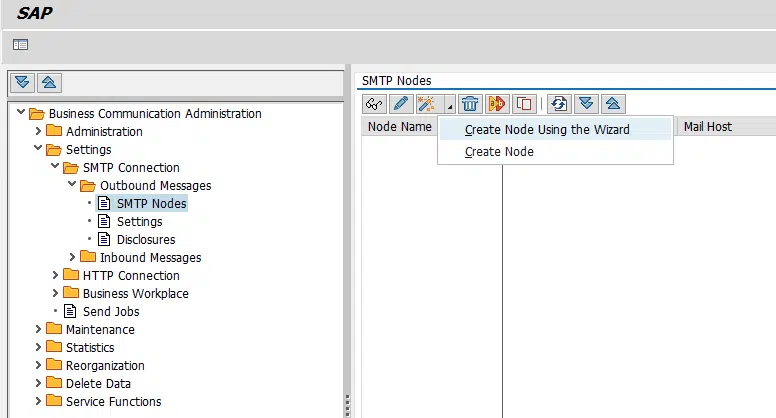 SAP
SMTP Nodes
Business Communication Administration
Administration
Settings
SMTP Connection
Outbound Messages
SMTP Nodes
Settings
Disclosures
Inbound Messages
HTTP Connection
Business Workplace
Send Jobs
Maintenance
Statistics
Reorganization
Delete Data
Service Functions
Node Name Mail Host
Create Node Using the Wizard
Create Node